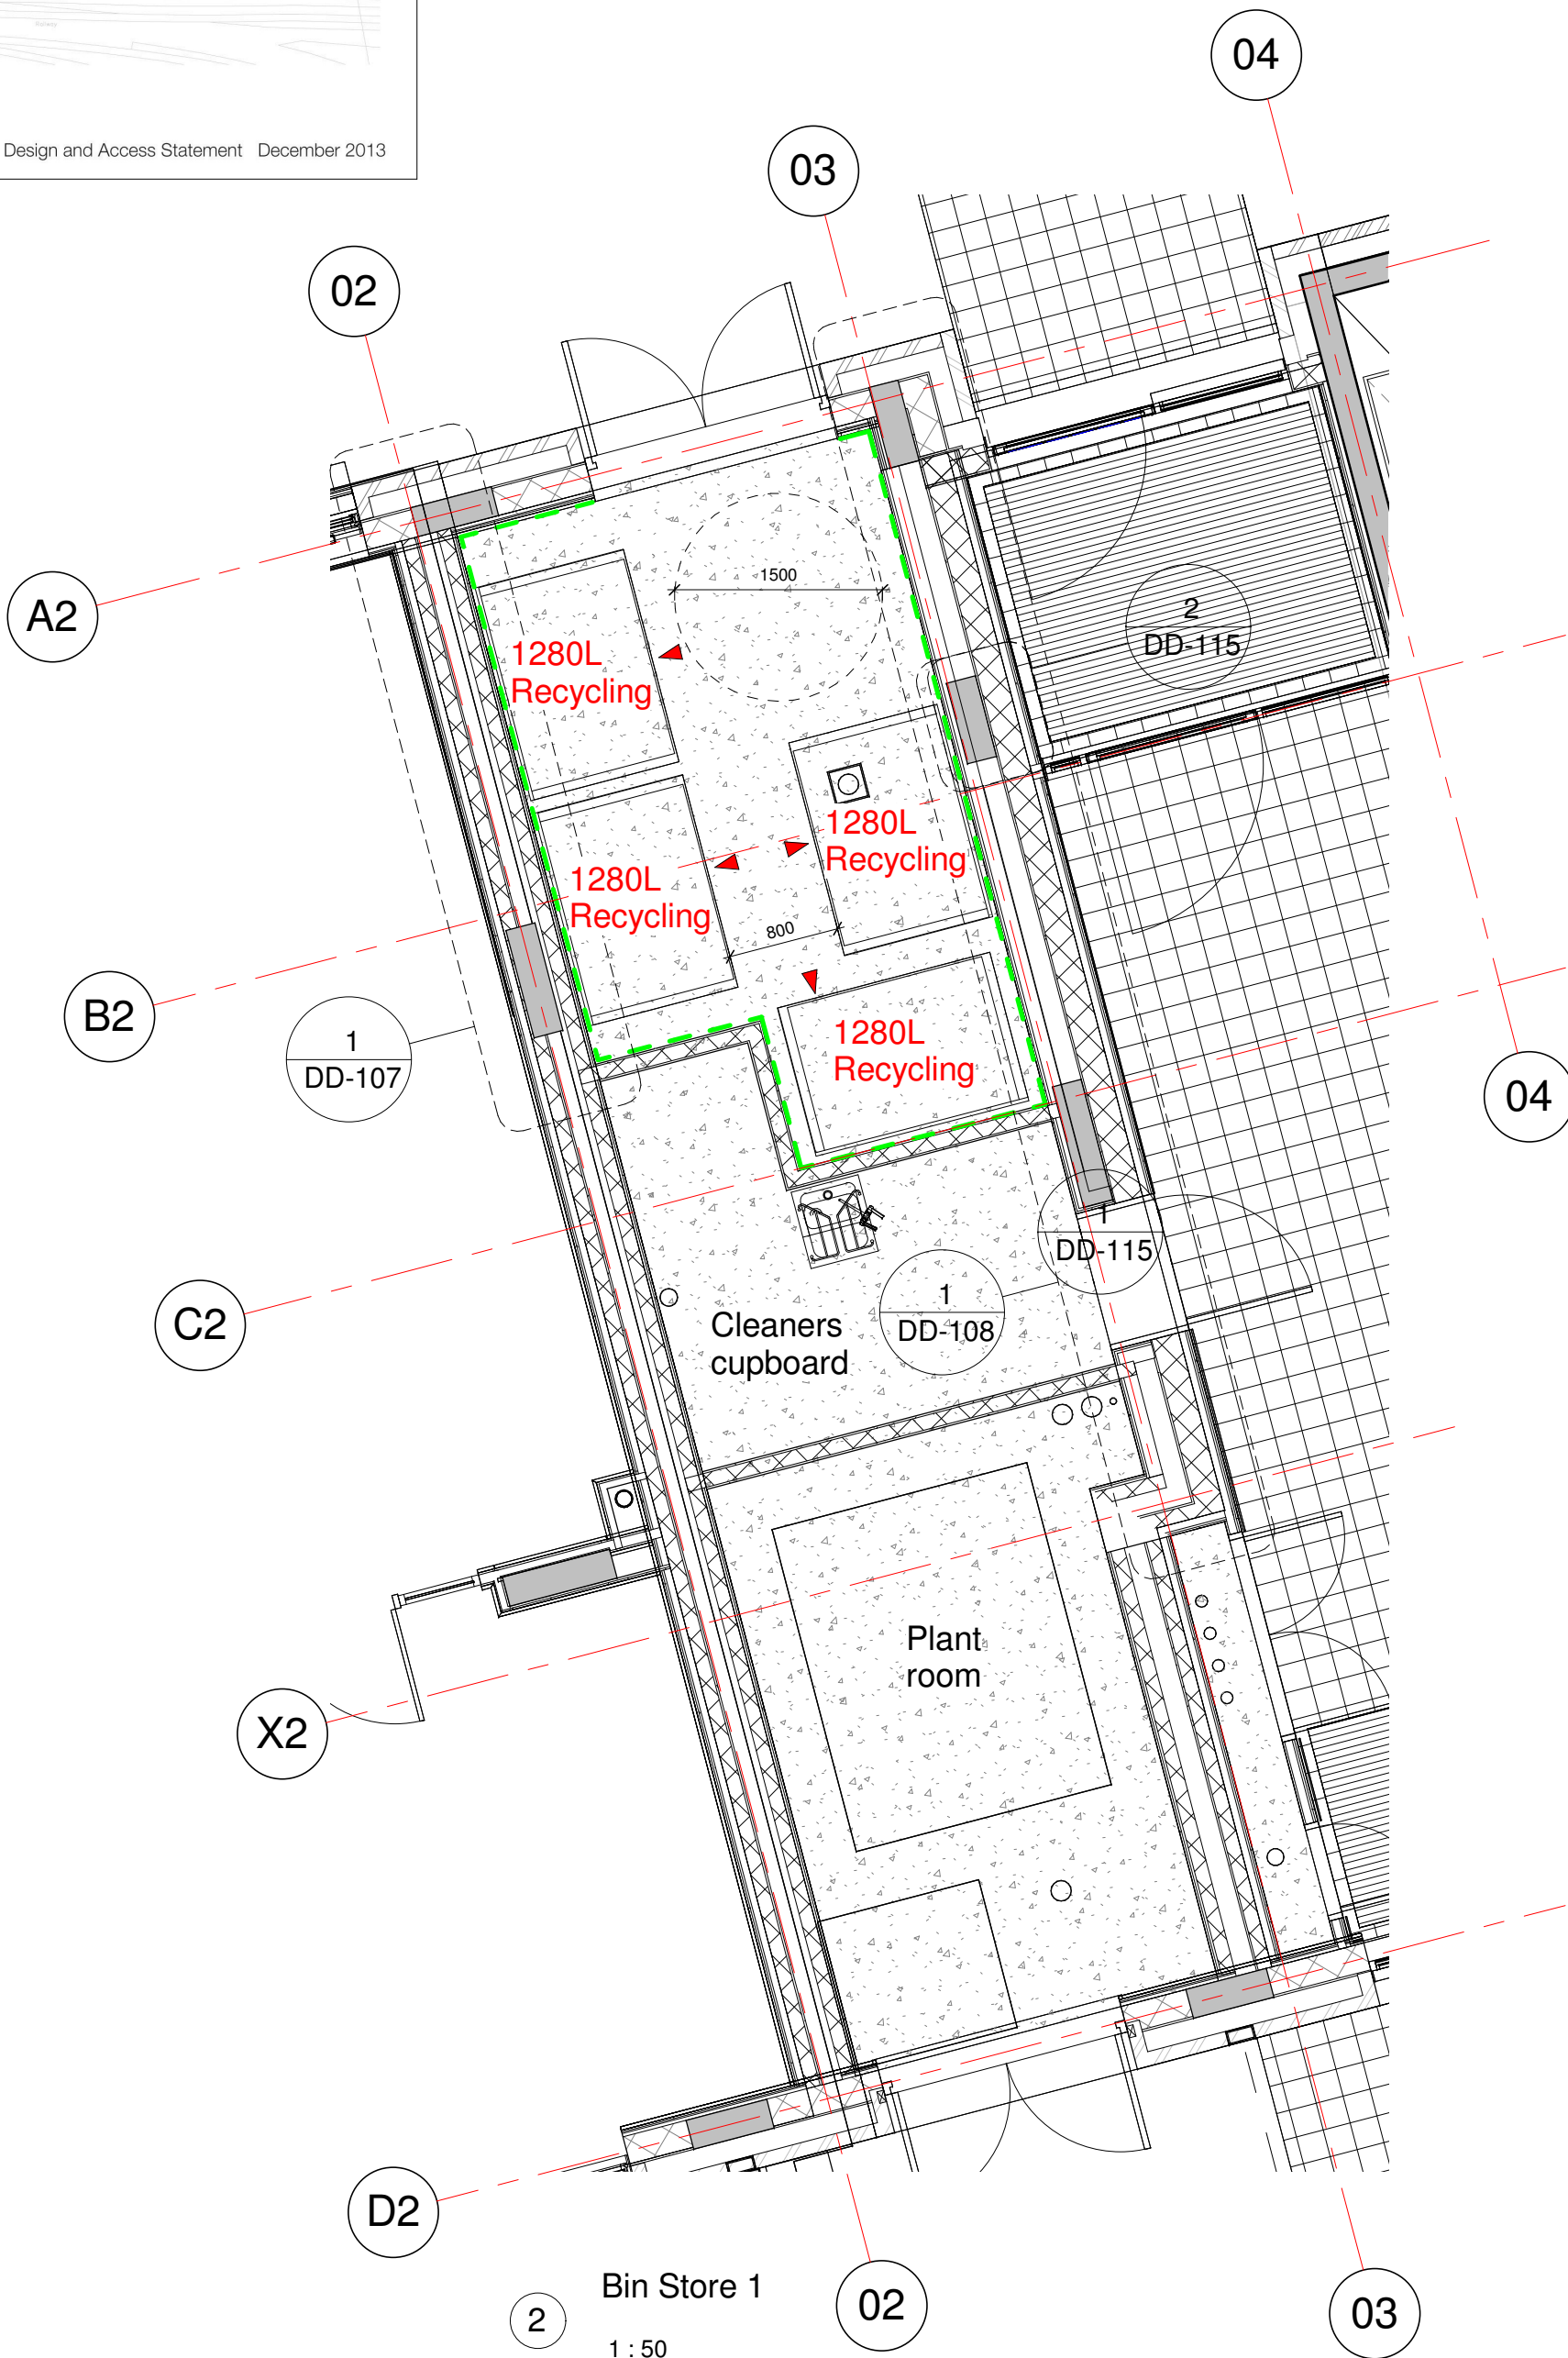 Railway
Design and Access Statement December 2013
04
03
02
A2
1500
2
DD-115
1280L
Recycling
1280L
Recycling
1280L
Recycling
800
B2
1
DD-107
1280L
Recycling
04
1
DD-115
1
DD-108
C2
Cleaners
cupboard
Plant
room
X2
D2
Bin Store 1
2
1 : 50
02
03